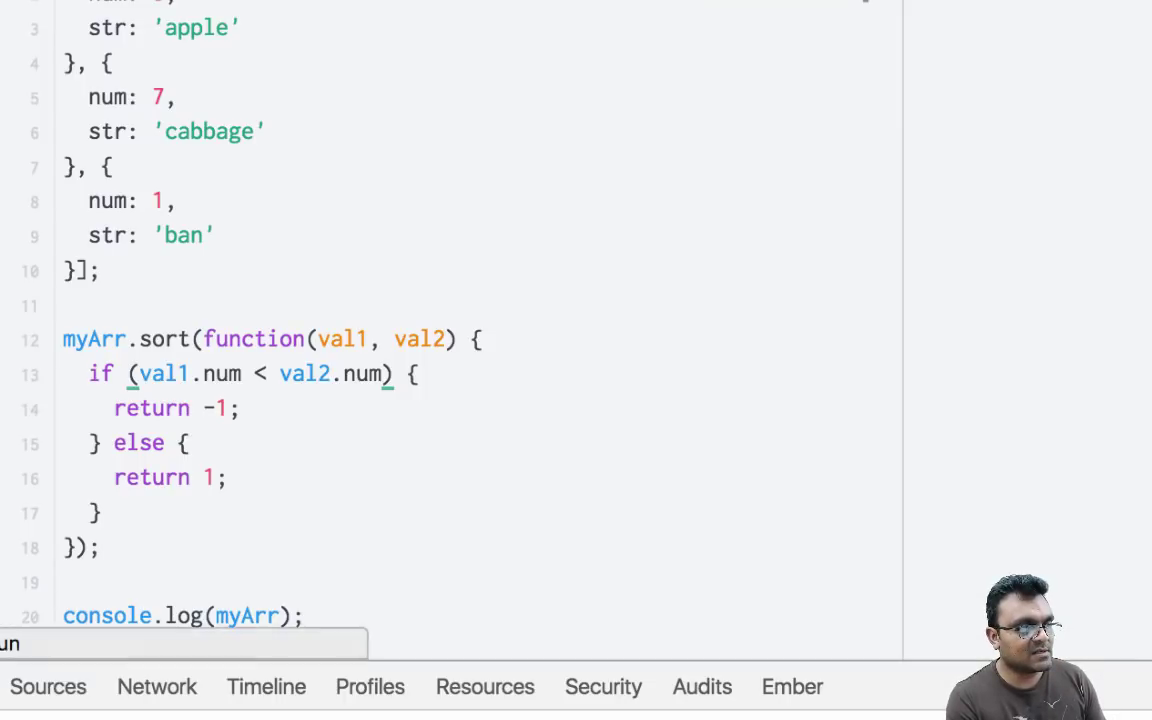 3 str: 'apple'
4 }, {
5 num: 7,
6 str: 'cabbage'
7 }, {
8 num: 1,
9 str: 'ban'
10 }];
11
12 myArr.sort(function(val1, val2) {
13 if (val1.num < val2.num) {
14 return -1;
15 } else {
16 return 1;
17 }
18 });
19
20 console.log(myArr);
un
Sources Network Timeline Profiles Resources Security Audits Ember